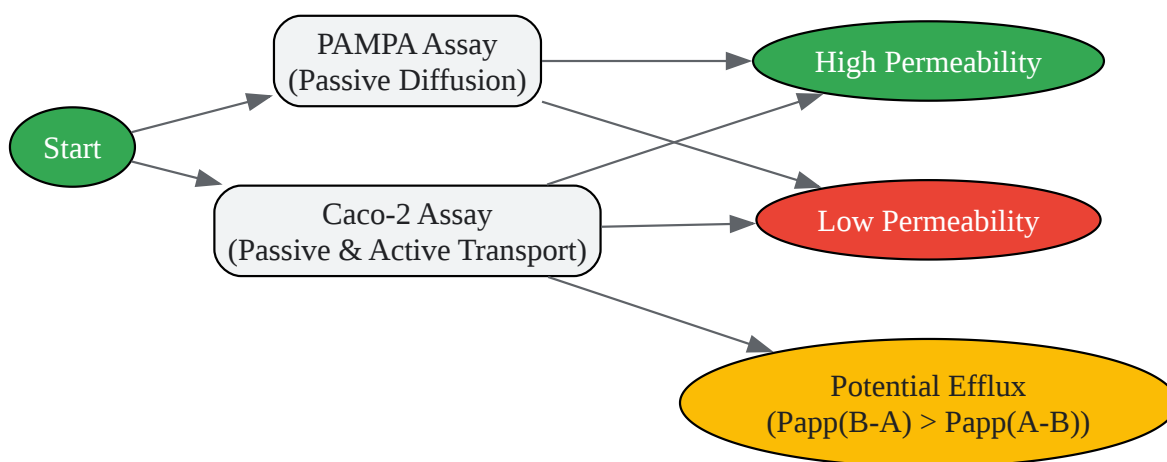 Start
PAMPA Assay
(Passive Diffusion)
Caco-2 Assay
(Passive & Active Transport)
High Permeability
Low Permeability
Potential Efflux
(Papp(B-A) > Papp(A-B))